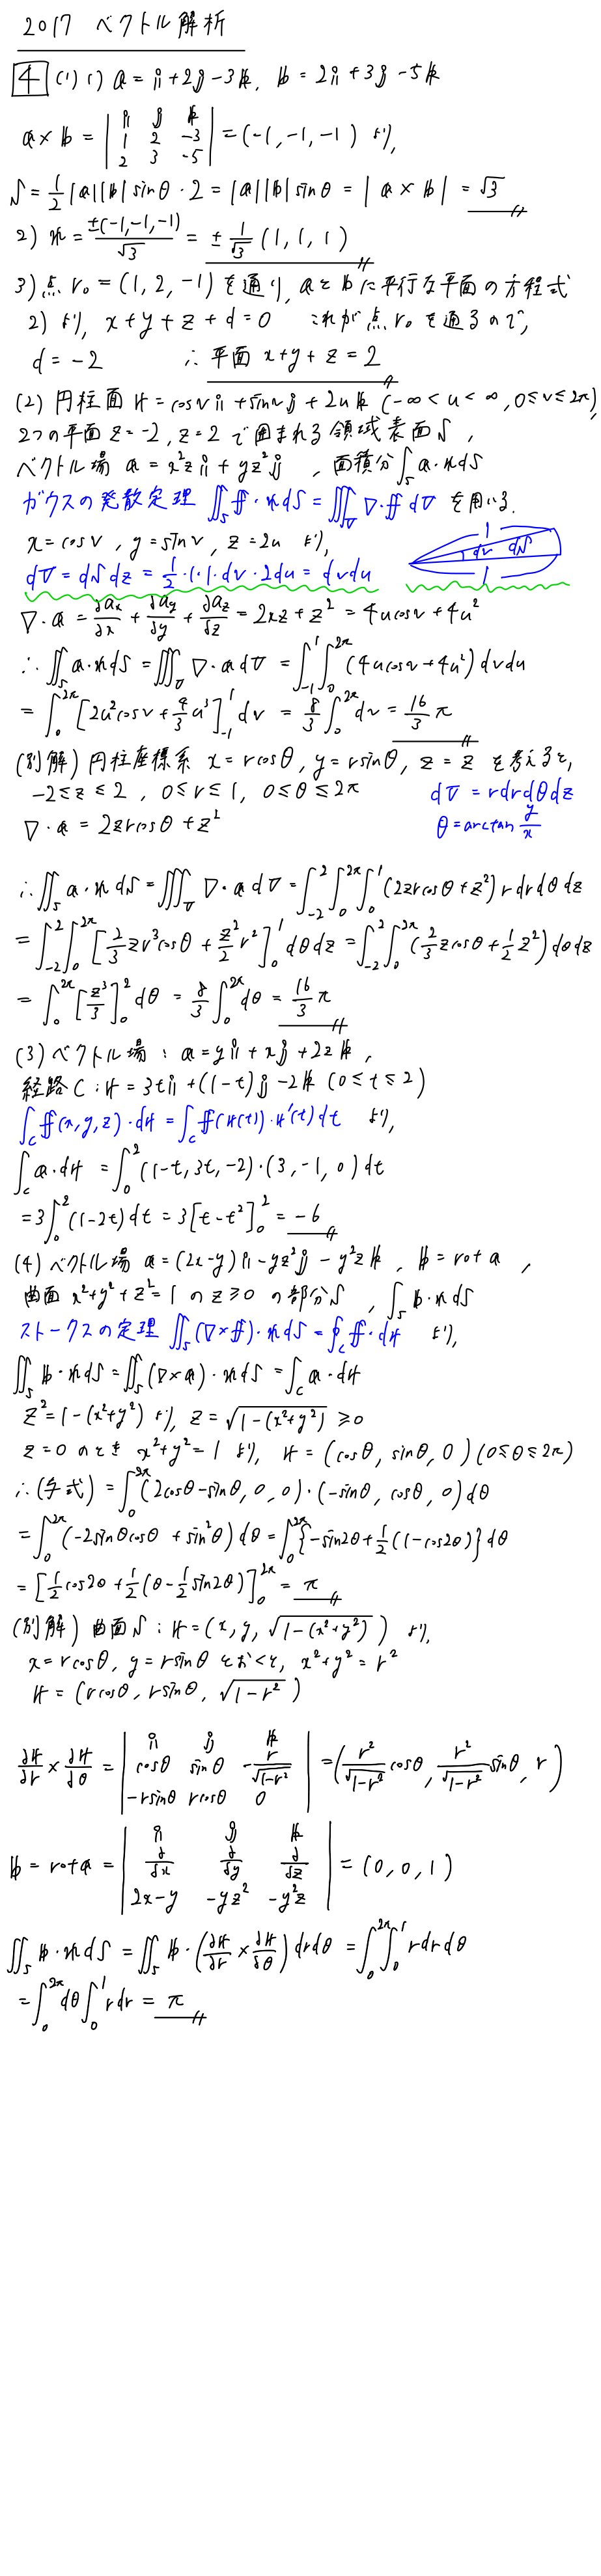 2017 ベクトル解析
4 (1) 1) a = i + 2j - 3k, b = 2i + 3j - 5k
a × b = | i j k ; 1 2 -3 ; 2 3 -5 | = (-1, -1, -1) より,
S = 1/2 |a||b| sinθ · 2 = |a||b| sinθ = | a × b | = √3
2) n = ±(-1,-1,-1)/√3 = ± 1/√3 (1, 1, 1)
3) 点 r₀ = (1, 2, -1) を通り, a と b に平行な平面の方程式
2) より, x + y + z + d = 0 これが点 r₀ を通るので,
d = -2 ∴ 平面 x + y + z = 2
(2) 円柱面 r = cos v i + sin v j + 2u k (-∞ < u < ∞, 0 ≤ v ≤ 2π),
2つの平面 z = -2, z = 2 で囲まれる領域表面 S ,
ベクトル場 a = x²z i + yz² j , 面積分 ∫_S a · n dS
ガウスの発散定理 ∬_S f · n dS = ∭_V ∇ · f dV を用いる.
x = cos v , y = sin v , z = 2u より,
1 dv dS 1
dV = dS dz = 1/2 · 1 · 1 · dv · 2du = dv du
∇ · a = ∂a_x/∂x + ∂a_y/∂y + ∂a_z/∂z = 2xz + z² = 4u cos v + 4u²
∴ ∬_S a · n dS = ∭_V ∇ · a dV = ∫_{-1}^{1} ∫_0^{2π} (4u cos v + 4u²) dv du
= ∫_0^{2π} [2u² cos v + 4/3 u³]_{-1}^{1} dv = 8/3 ∫_0^{2π} dv = 16/3 π
(別解) 円柱座標系 x = r cosθ, y = r sinθ, z = z を考えると,
-2 ≤ z ≤ 2 , 0 ≤ r ≤ 1, 0 ≤ θ ≤ 2π dV = r dr dθ dz
∇ · a = 2zr cosθ + z² θ = arctan y/x
∴ ∬_S a · n dS = ∭_V ∇ · a dV = ∫_{-2}^{2} ∫_0^{2π} ∫_0^1 (2zr cosθ + z²) r dr dθ dz
= ∫_{-2}^{2} ∫_0^{2π} [2/3 z r³ cosθ + z²/2 r²]_0^1 dθ dz = ∫_{-2}^{2} ∫_0^{2π} (2/3 z cosθ + 1/2 z²) dθ dz
= ∫_0^{2π} [z³/3]_0^2 dθ = 8/3 ∫_0^{2π} dθ = 16/3 π
(3) ベクトル場 : a = y i + x j + 2z k ,
経路 C : r = 3t i + (1-t) j - 2k (0 ≤ t ≤ 2)
∫_C f(x, y, z) · dr = ∫_C f(r(t)) · r'(t) dt より,
∫_C a · dr = ∫_0^2 (1-t, 3t, -2) · (3, -1, 0) dt
= 3 ∫_0^2 (1-2t) dt = 3 [t - t²]_0^2 = -6
(4) ベクトル場 a = (2x-y) i - yz² j - y²z k , b = rot a ,
曲面 x² + y² + z² = 1 の z ≥ 0 の部分 S , ∫_S b · n dS
ストークスの定理 ∬_S (∇ × f) · n dS = ∮_C f · dr より,
∬_S b · n dS = ∬_S (∇ × a) · n dS = ∫_C a · dr
z² = 1 - (x² + y²) より, z = √(1 - (x² + y²)) ≥ 0
z = 0 のとき x² + y² = 1 より, r = (cosθ, sinθ, 0) (0 ≤ θ ≤ 2π)
∴ (与式) = ∫_0^{2π} (2cosθ - sinθ, 0, 0) · (-sinθ, cosθ, 0) dθ
= ∫_0^{2π} (-2 sinθ cosθ + sin²θ) dθ = ∫_0^{2π} {-sin2θ + 1/2 (1 - cos2θ)} dθ
= [1/2 cos2θ + 1/2 (θ - 1/2 sin2θ)]_0^{2π} = π
(別解) 曲面 S : r = (x, y, √(1 - (x² + y²))) より,
x = r cosθ, y = r sinθ とおくと, x² + y² = r²
r = (r cosθ, r sinθ, √(1 - r²))
∂r/∂r × ∂r/∂θ = | i j k ; cosθ sinθ -r/√(1-r²) ; -r sinθ r cosθ 0 | = (r²/√(1-r²) cosθ, r²/√(1-r²) sinθ, r)
b = rot a = | i j k ; ∂/∂x ∂/∂y ∂/∂z ; 2x-y -yz² -y²z | = (0, 0, 1)
∬_S b · n dS = ∬_S b · (∂r/∂r × ∂r/∂θ) dr dθ = ∫_0^{2π} ∫_0^1 r dr dθ
= ∫_0^{2π} dθ ∫_0^1 r dr = π